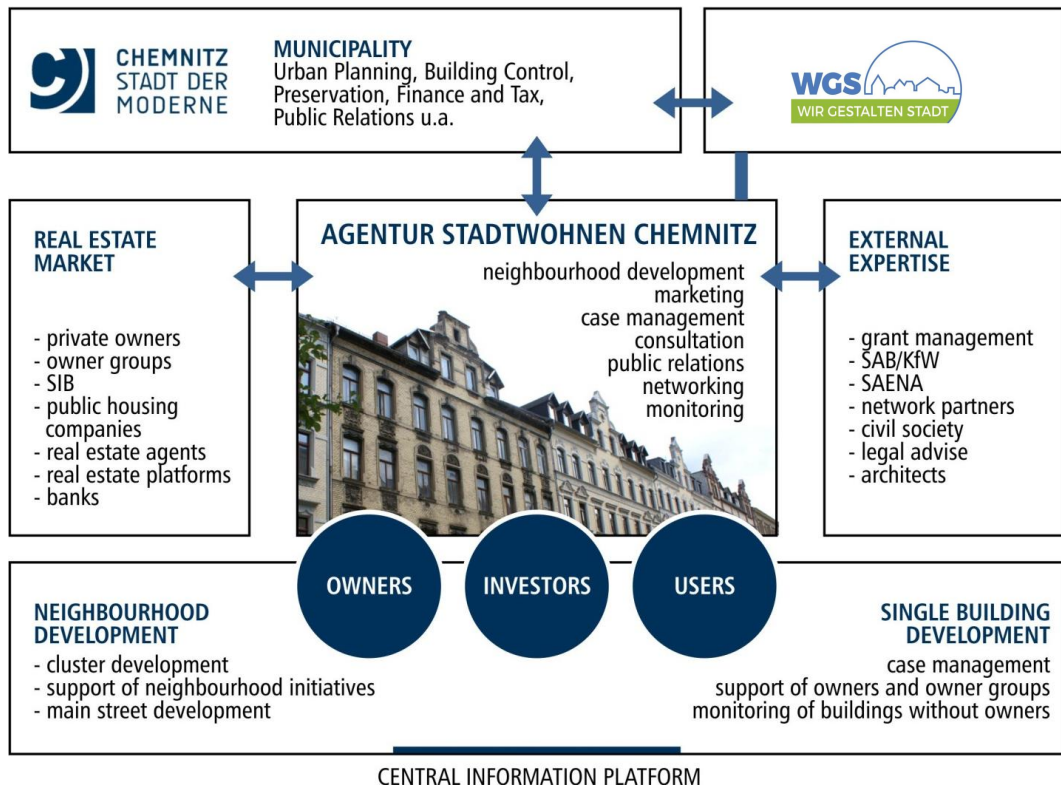 CHEMNITZ
STADT DER
MODERNE
MUNICIPALITY
Urban Planning, Building Control,
Preservation, Finance and Tax,
Public Relations u.a.
WGS
WIR GESTALTEN STADT
REAL ESTATE
MARKET
- private owners
- owner groups
- SIB
- public housing
companies
- real estate agents
- real estate platforms
- banks
AGENTUR STADTWOHNEN CHEMNITZ
neighbourhood development
marketing
case management
consultation
public relations
networking
monitoring
EXTERNAL
EXPERTISE
- grant management
- SAB/KfW
- SAENA
- network partners
- civil society
- legal advise
- architects
OWNERS
INVESTORS
USERS
NEIGHBOURHOOD
DEVELOPMENT
- cluster development
- support of neighbourhood initiatives
- main street development
SINGLE BUILDING
DEVELOPMENT
case management
support of owners and owner groups
monitoring of buildings without owners
CENTRAL INFORMATION PLATFORM